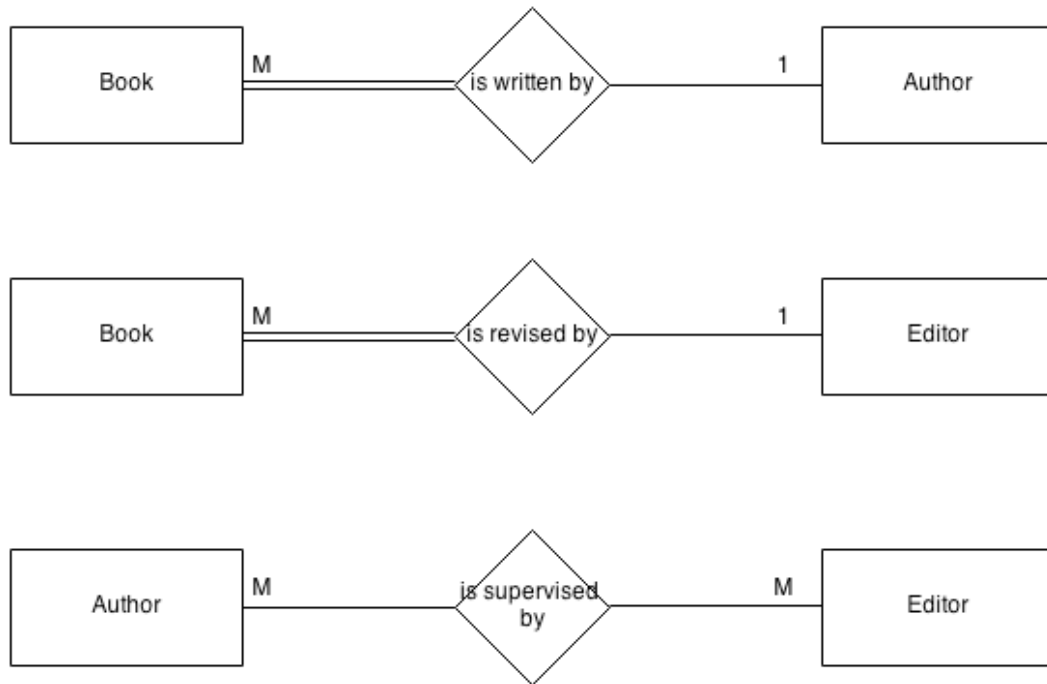 Book
M
is written by
1
Author
Book
M
is revised by
1
Editor
Author
M
is supervised
by
M
Editor